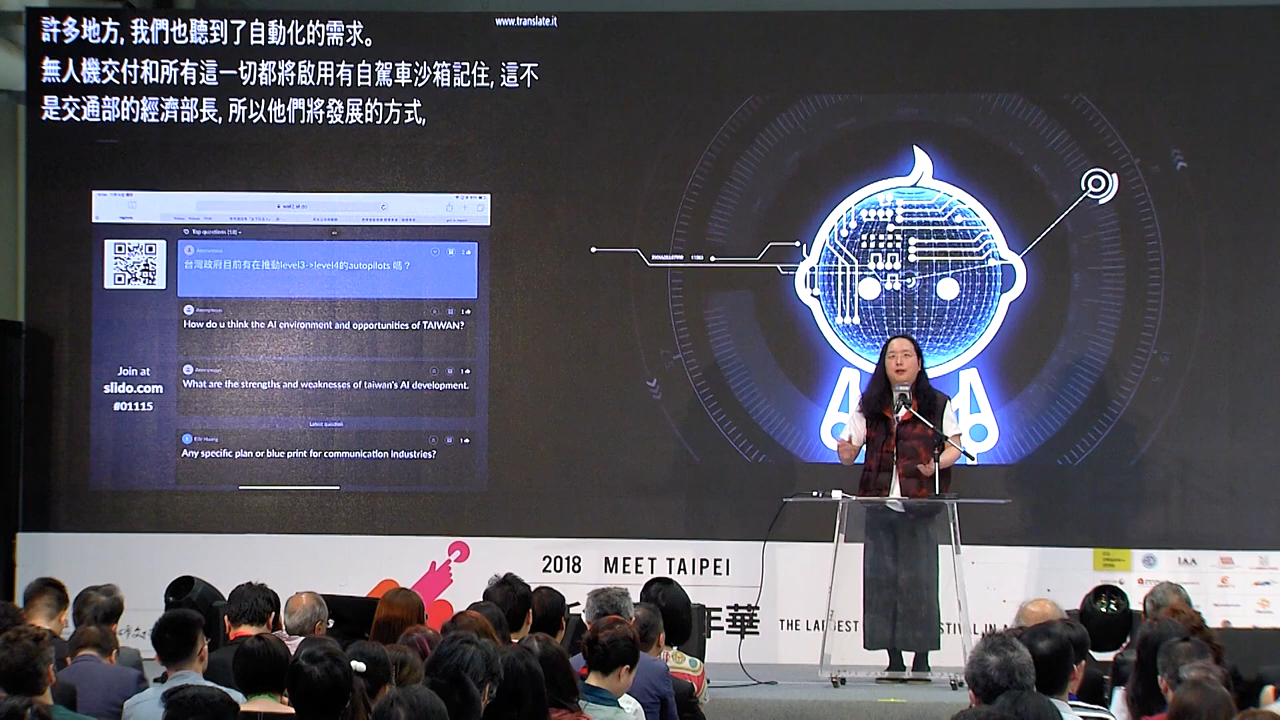 許多地方, 我們也聽到了自動化的需求。
無人機交付和所有這一切都將啟用有自駕車沙箱記住, 這不
是交通部的經濟部長, 所以他們將發展的方式,
www.translate.it
Top questions (18)
Anonymous
台灣政府目前有在推動level3->level4的autopilots 嗎?
Anonymous
How do u think the AI environment and opportunities of TAIWAN?
Anonymous
What are the strengths and weaknesses of taiwan's AI development.
Latest question
Any specific plan or blue print for communication industries?
Join at
slido.com
#01115
2018 MEET TAIPEI
年華
THE
IN